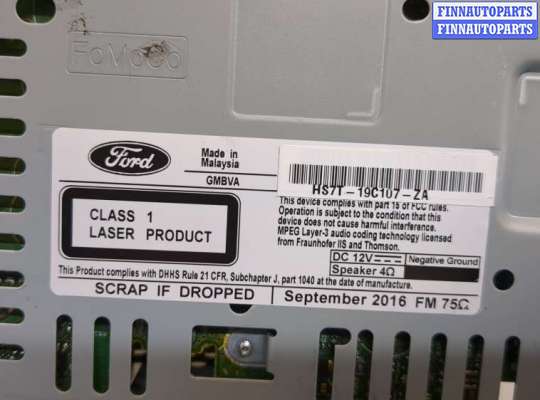 FINNAUTOPARTS
FINNAUTOPARTS
FoMoCo
Ford
Made in
Malaysia
GMBVA
HS7T-19C107-ZA
CLASS 1
LASER PRODUCT
This device complies with part 15 of FCC rules.
Operation is subject to the condition that this
device does not cause harmful interference.
MPEG Layer-3 audio coding technology licensed
from Fraunhofer IIS and Thomson.
DC 12V
Negative Ground
Speaker 4Ω
This Product complies with DHHS Rule 21 CFR, Subchapter J, part 1040 at the date of manufacture.
SCRAP IF DROPPED
September 2016 FM 75Ω